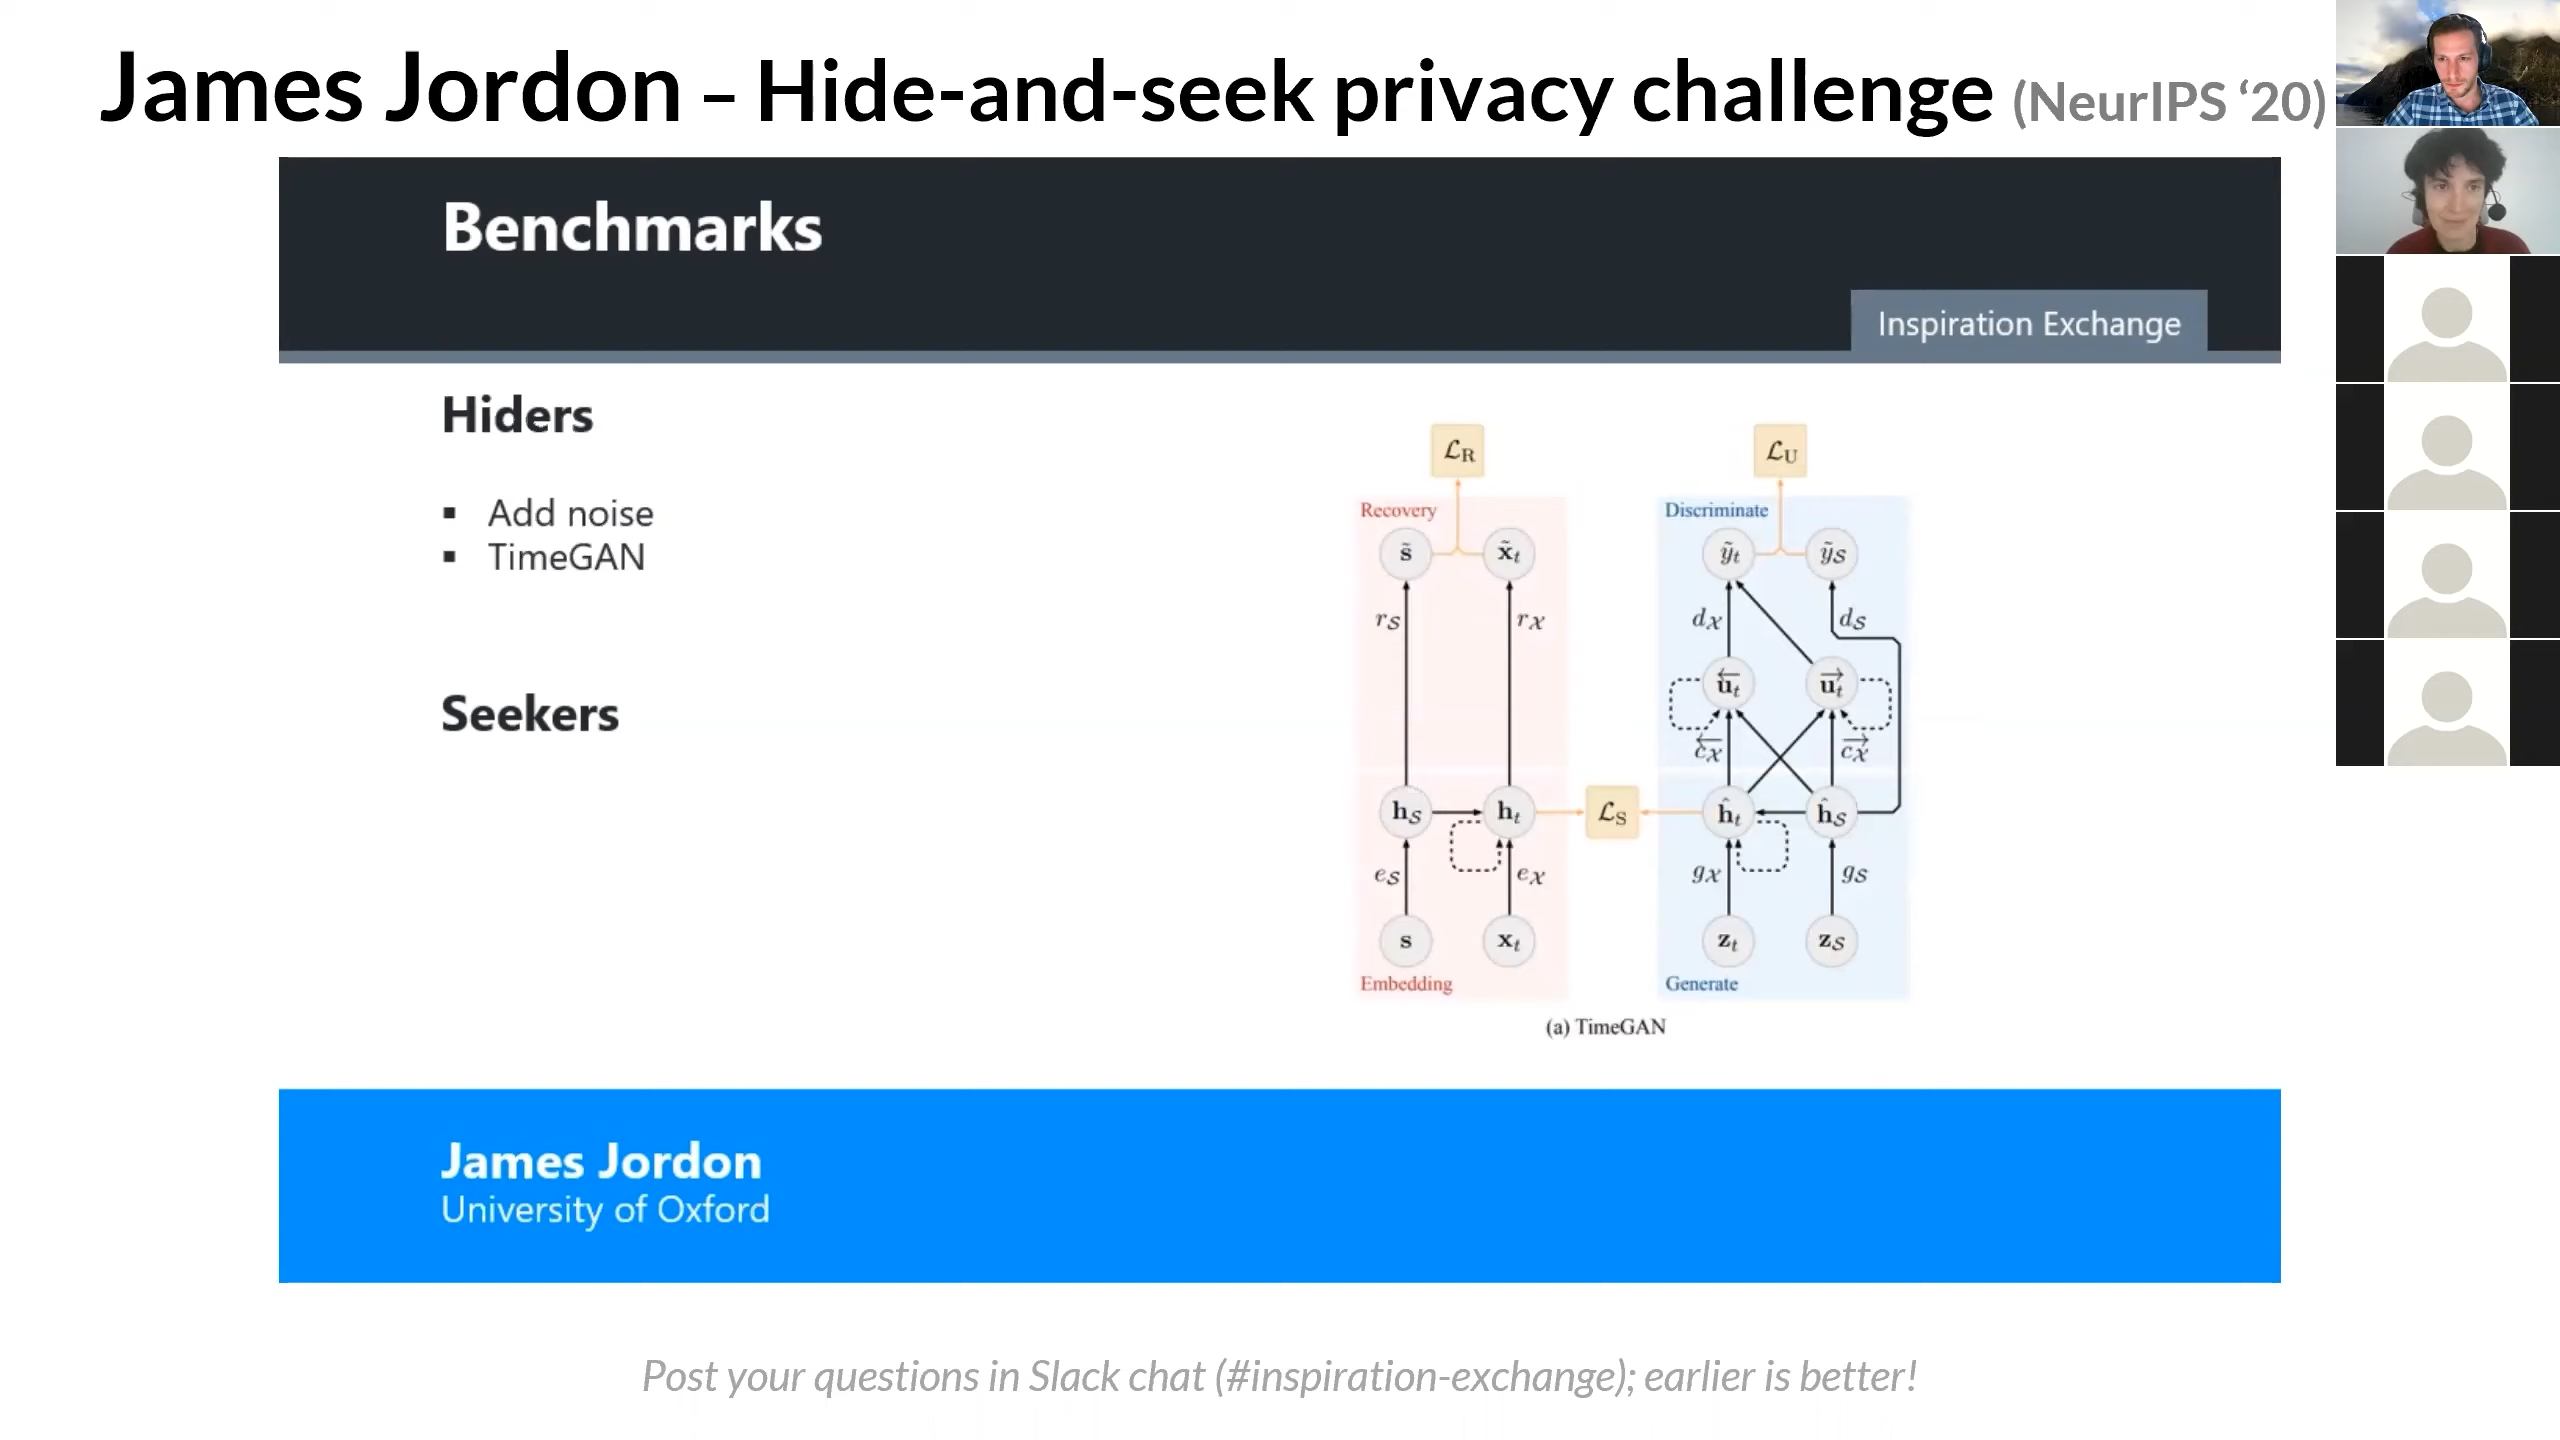 James Jordon – Hide-and-seek privacy challenge (NeurIPS ‘20)
Benchmarks
Inspiration Exchange
Hiders
▪ Add noise
▪ TimeGAN
Seekers
ℒ_R ℒ_U
Recovery Discriminate
s̃ x̃_t ỹ_t ỹ_𝒮
r_𝒮 r_𝒳 d_𝒳 d_𝒮
u⃖_t u⃗_t
c⃖_𝒳 c⃗_𝒳
h_𝒮 h_t ℒ_S ĥ_t ĥ_𝒮
e_𝒮 e_𝒳 g_𝒳 g_𝒮
s x_t z_t z_𝒮
Embedding Generate
(a) TimeGAN
James Jordon
University of Oxford
Post your questions in Slack chat (#inspiration-exchange); earlier is better!